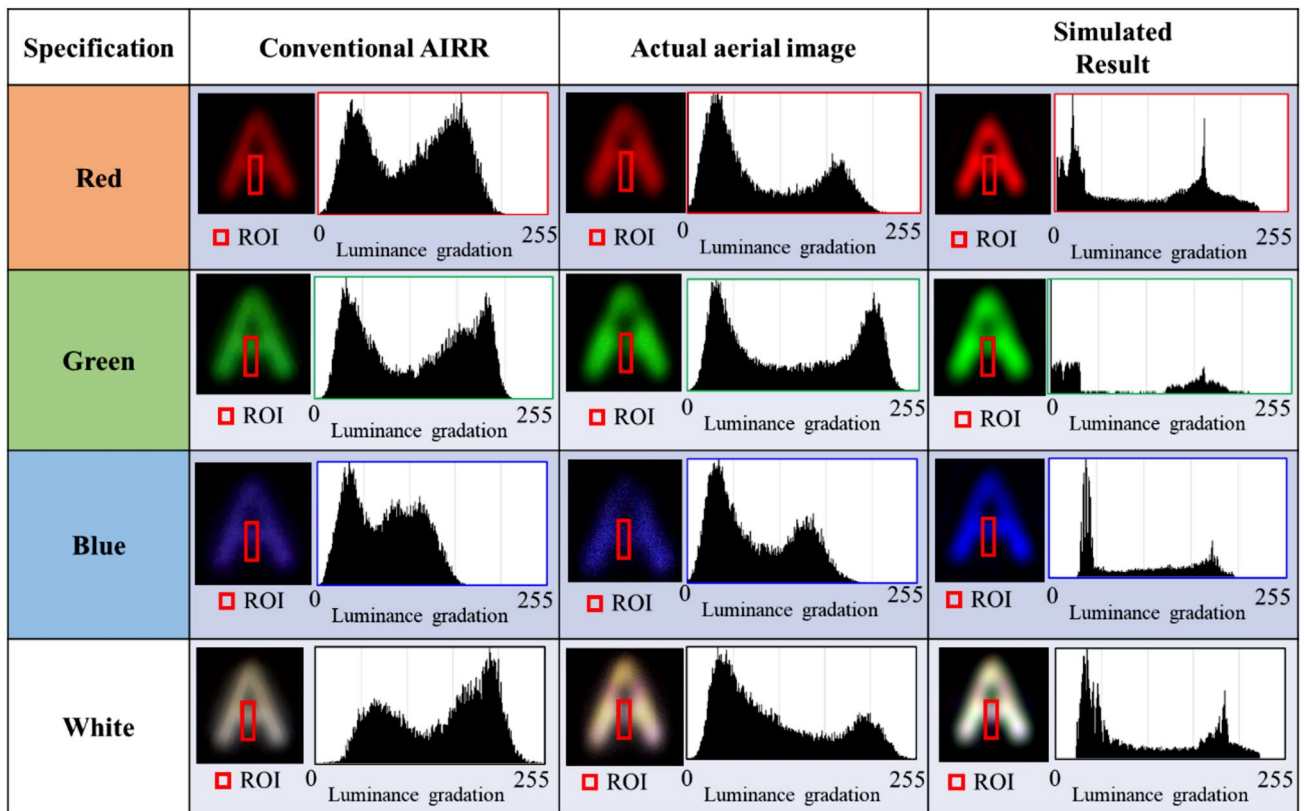 Specification
Conventional AIRR
Actual aerial image
Simulated
Result
Red
ROI
0
255
Luminance gradation
ROI
0
255
Luminance gradation
ROI
0
255
Luminance gradation
Green
ROI
0
255
Luminance gradation
ROI
0
255
Luminance gradation
ROI
0
255
Luminance gradation
Blue
ROI
0
255
Luminance gradation
ROI
0
255
Luminance gradation
ROI
0
255
Luminance gradation
White
ROI
0
255
Luminance gradation
ROI
0
255
Luminance gradation
ROI
0
255
Luminance gradation